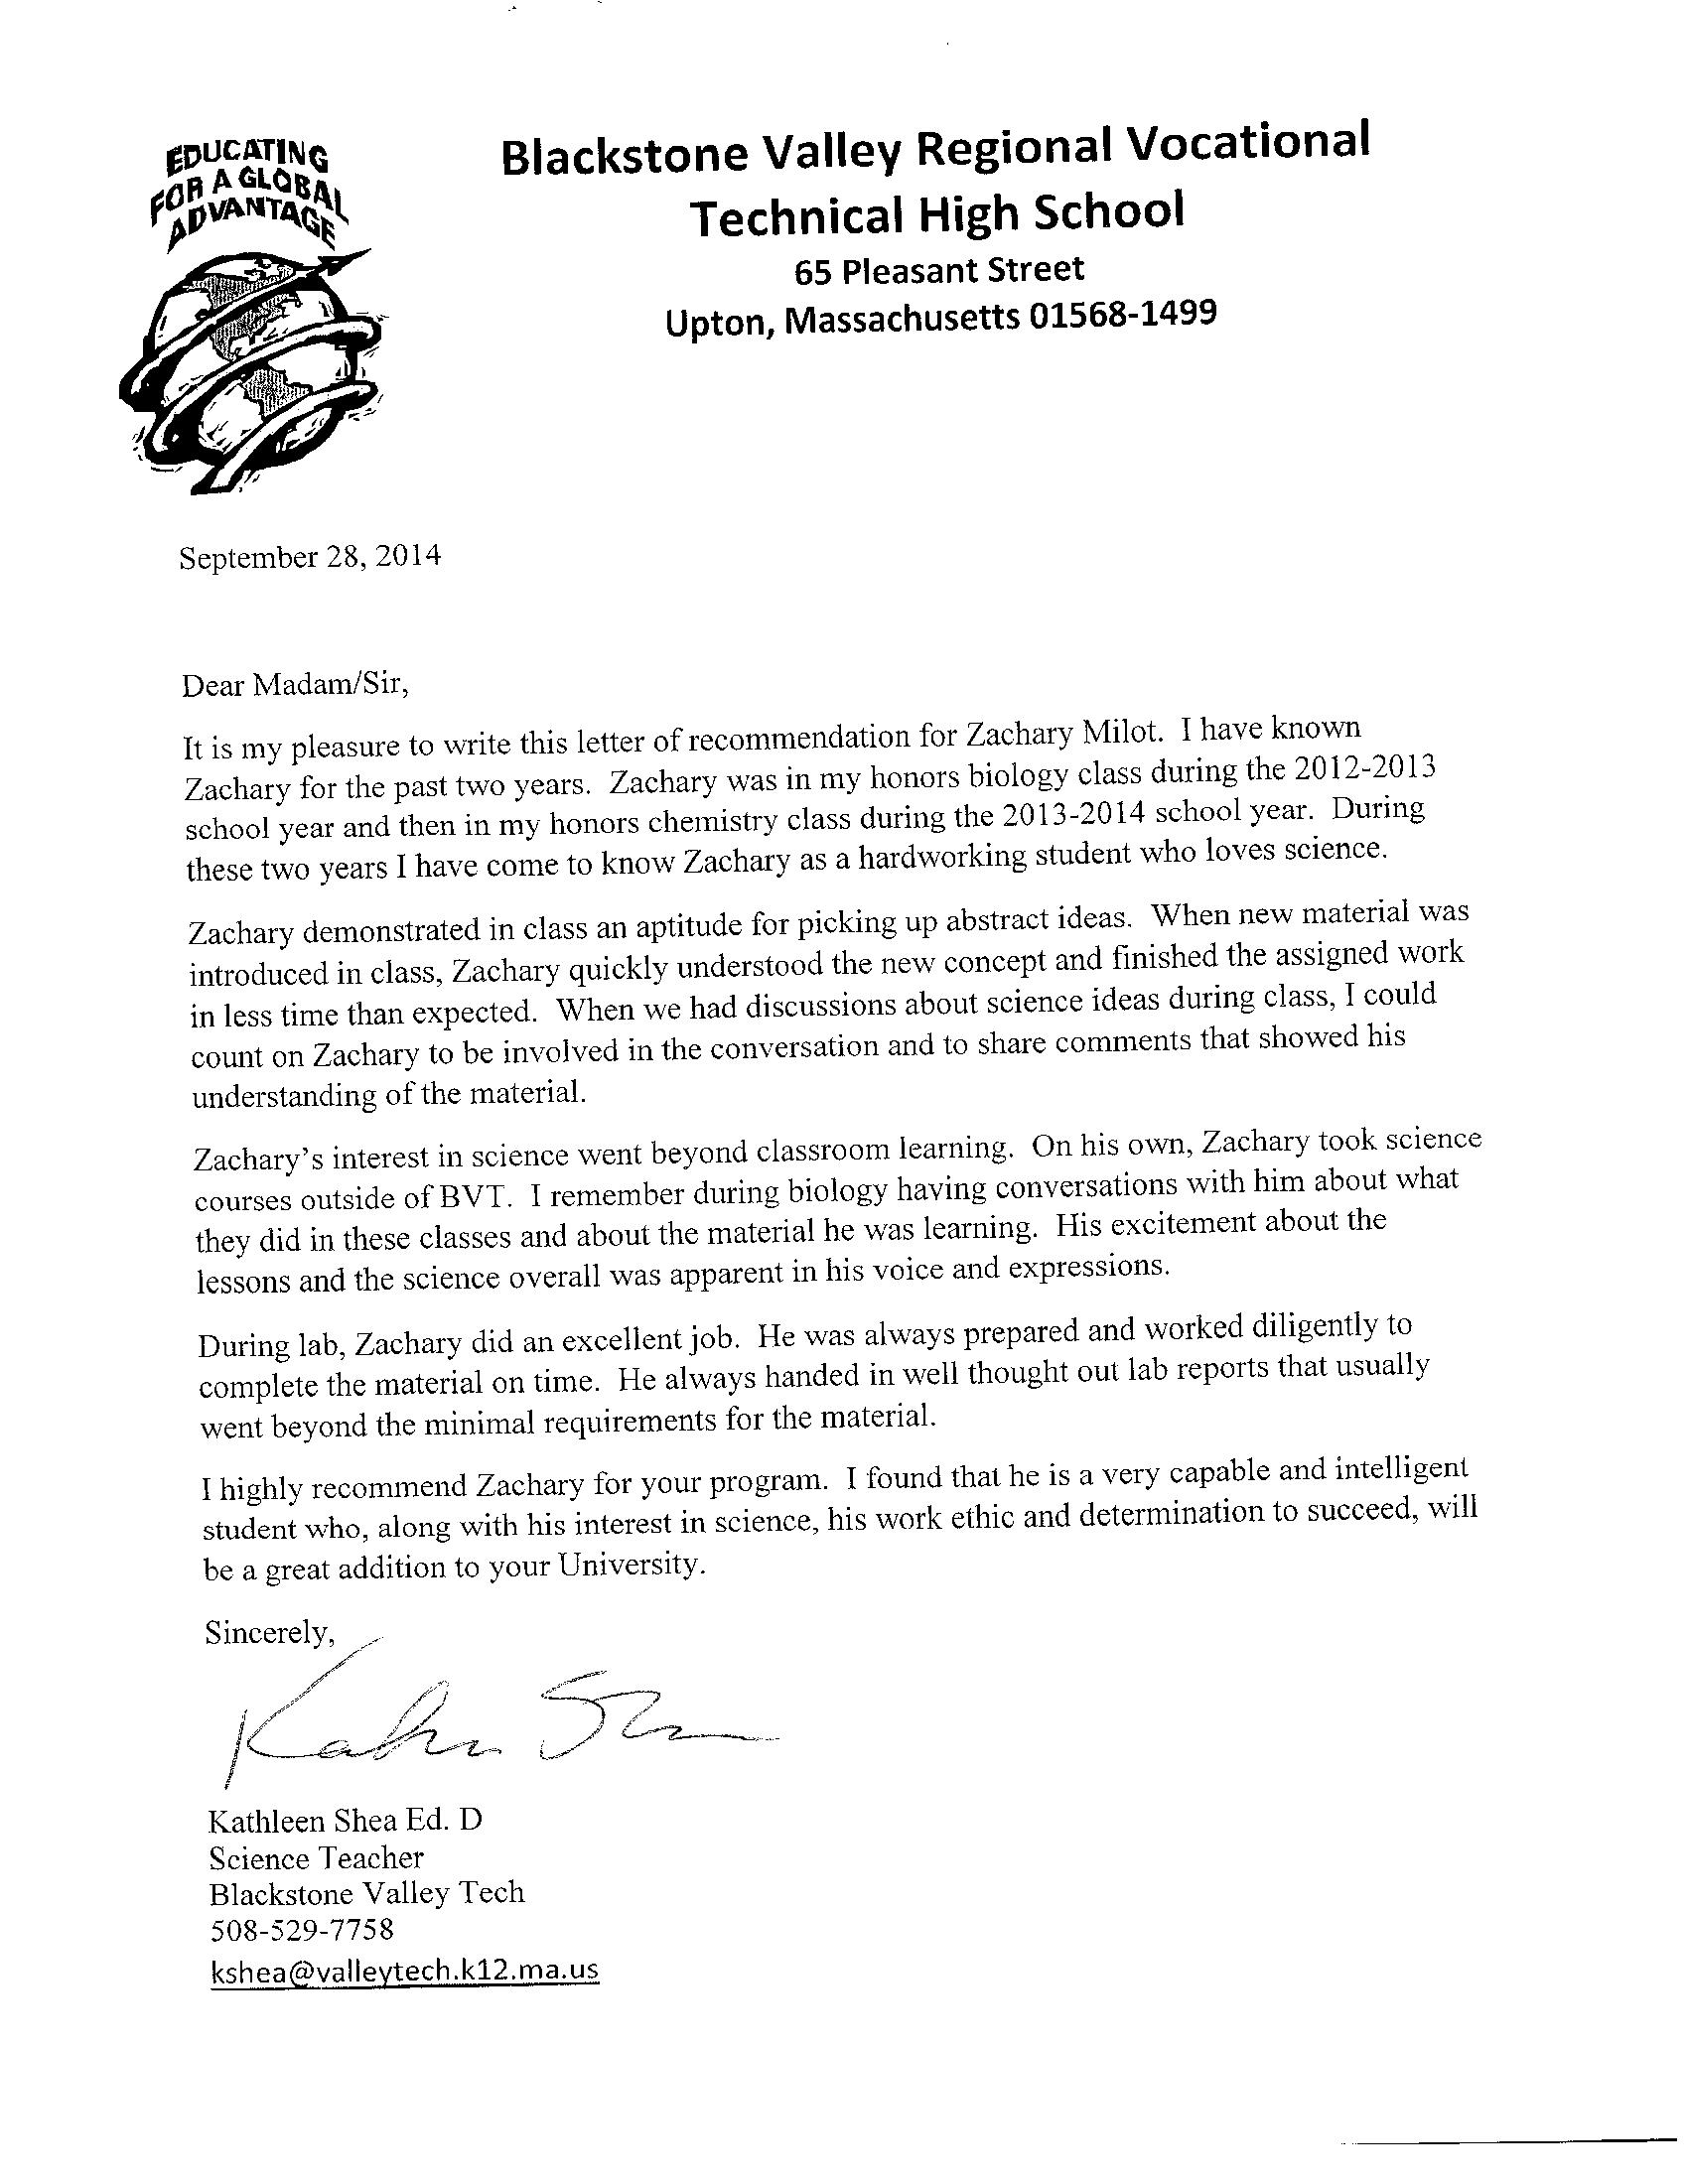 EDUCATING
FOR A GLOBAL
ADVANTAGE
Blackstone Valley Regional Vocational
Technical High School
65 Pleasant Street
Upton, Massachusetts 01568-1499
September 28, 2014
Dear Madam/Sir,
It is my pleasure to write this letter of recommendation for Zachary Milot. I have known
Zachary for the past two years. Zachary was in my honors biology class during the 2012-2013
school year and then in my honors chemistry class during the 2013-2014 school year. During
these two years I have come to know Zachary as a hardworking student who loves science.
Zachary demonstrated in class an aptitude for picking up abstract ideas. When new material was
introduced in class, Zachary quickly understood the new concept and finished the assigned work
in less time than expected. When we had discussions about science ideas during class, I could
count on Zachary to be involved in the conversation and to share comments that showed his
understanding of the material.
Zachary's interest in science went beyond classroom learning. On his own, Zachary took science
courses outside of BVT. I remember during biology having conversations with him about what
they did in these classes and about the material he was learning. His excitement about the
lessons and the science overall was apparent in his voice and expressions.
During lab, Zachary did an excellent job. He was always prepared and worked diligently to
complete the material on time. He always handed in well thought out lab reports that usually
went beyond the minimal requirements for the material.
I highly recommend Zachary for your program. I found that he is a very capable and intelligent
student who, along with his interest in science, his work ethic and determination to succeed, will
be a great addition to your University.
Sincerely,
Kathleen Shea Ed. D
Science Teacher
Blackstone Valley Tech
508-529-7758
kshea@valleytech.k12.ma.us